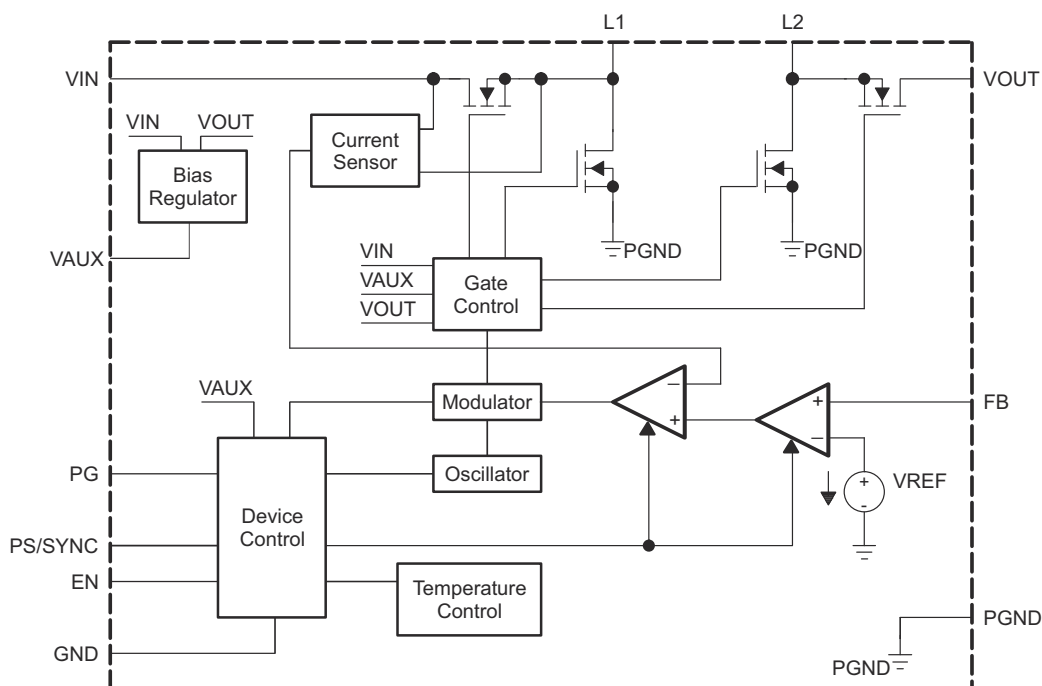 L1
L2
VIN
VOUT
VIN
VOUT
Current
Sensor
Bias
Regulator
VAUX
VIN
VAUX
VOUT
Gate
Control
PGND
PGND
VAUX
Modulator
−
+
+
−
FB
PG
Oscillator
+
-
VREF
Device
Control
PS/SYNC
EN
Temperature
Control
GND
PGND
PGND